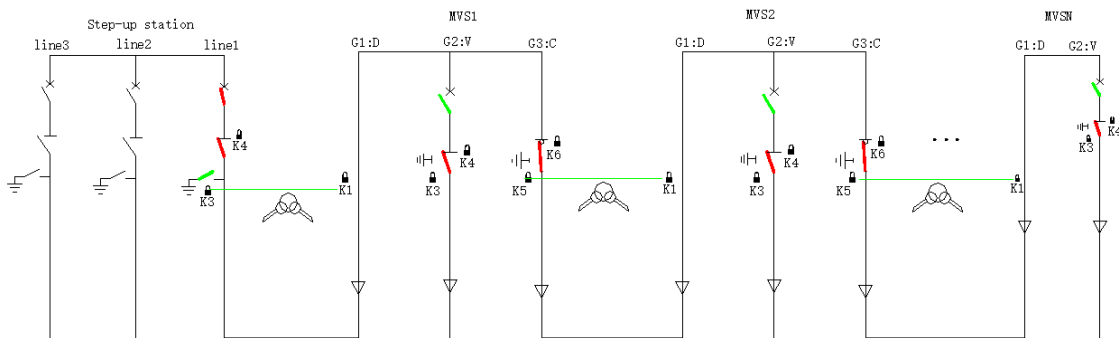 Step-up station
MVS1
MVS2
MVSN
line3
line2
line1
G1:D
G2:V
G3:C
G1:D
G2:V
G3:C
G1:D
G2:V
K4
K3
K1
K4
K3
K6
K5
K1
K4
K3
K6
K5
K1
K4
K3